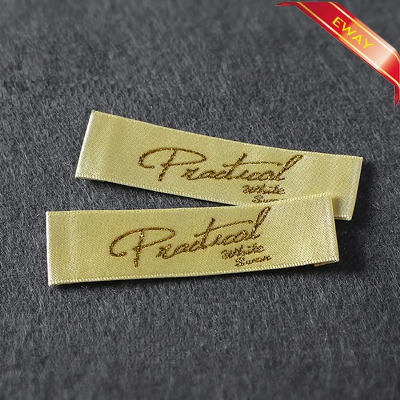 EWAY
Practical
White
Swan
Practical
White
Swan